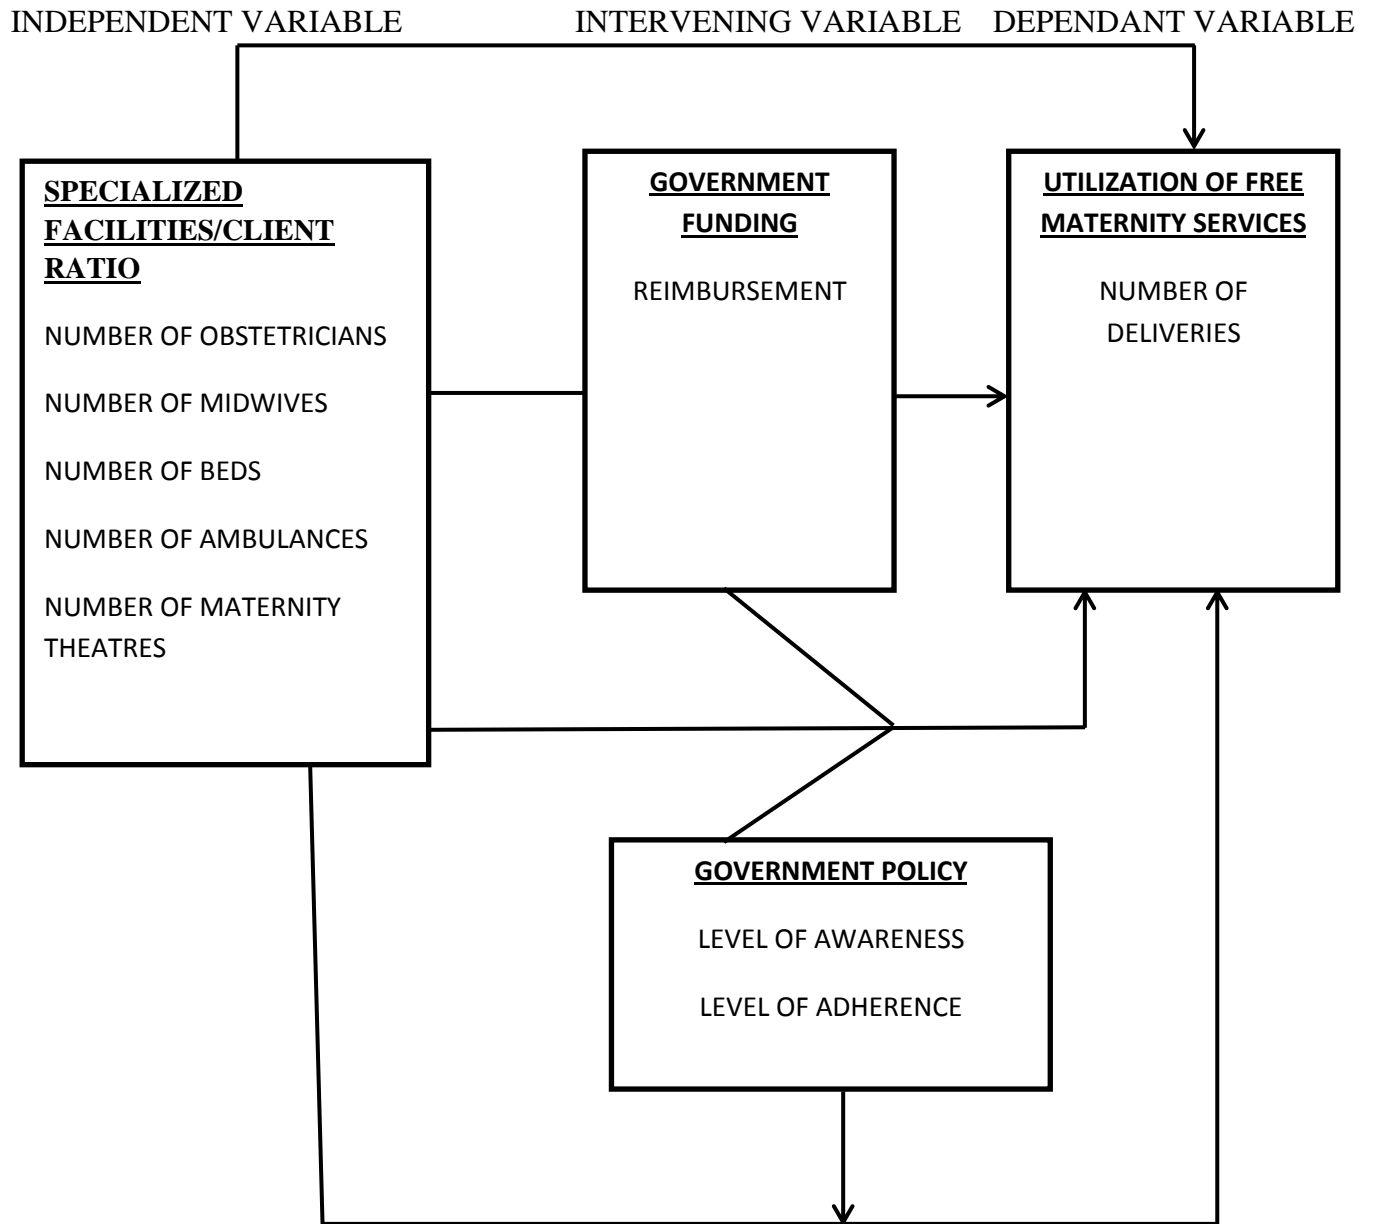 INDEPENDENT VARIABLE
INTERVENING VARIABLE
DEPENDANT VARIABLE
SPECIALIZED
FACILITIES/CLIENT
RATIO
NUMBER OF OBSTETRICIANS
NUMBER OF MIDWIVES
NUMBER OF BEDS
NUMBER OF AMBULANCES
NUMBER OF MATERNITY
THEATRES
GOVERNMENT
FUNDING
REIMBURSEMENT
UTILIZATION OF FREE
MATERNITY SERVICES
NUMBER OF
DELIVERIES
GOVERNMENT POLICY
LEVEL OF AWARENESS
LEVEL OF ADHERENCE